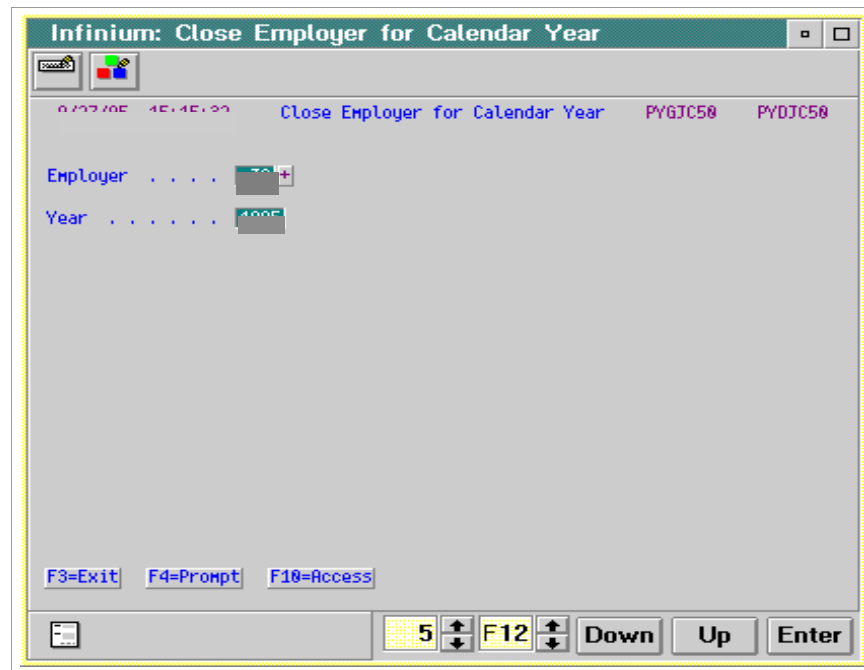 Infinium: Close Employer for Calendar Year
Close Employer for Calendar Year PYGJC50 PYDJC50
Employer . . . . +
Year . . . . . .
F3=Exit F4=Prompt F10=Access
5 F12 Down Up Enter